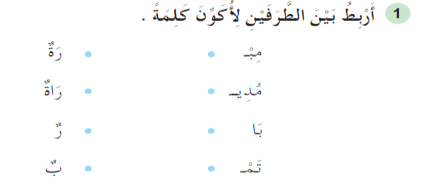 1 أَرْبِطُ بَيْنَ الطَّرَفَيْنِ لِأُكَوِّنَ كَلِمَةً .
مِبْـ • • رَةٌ
مُدِيـ • • رَاةٌ
بَا • • رٌ
تَمْـ • • بٌ